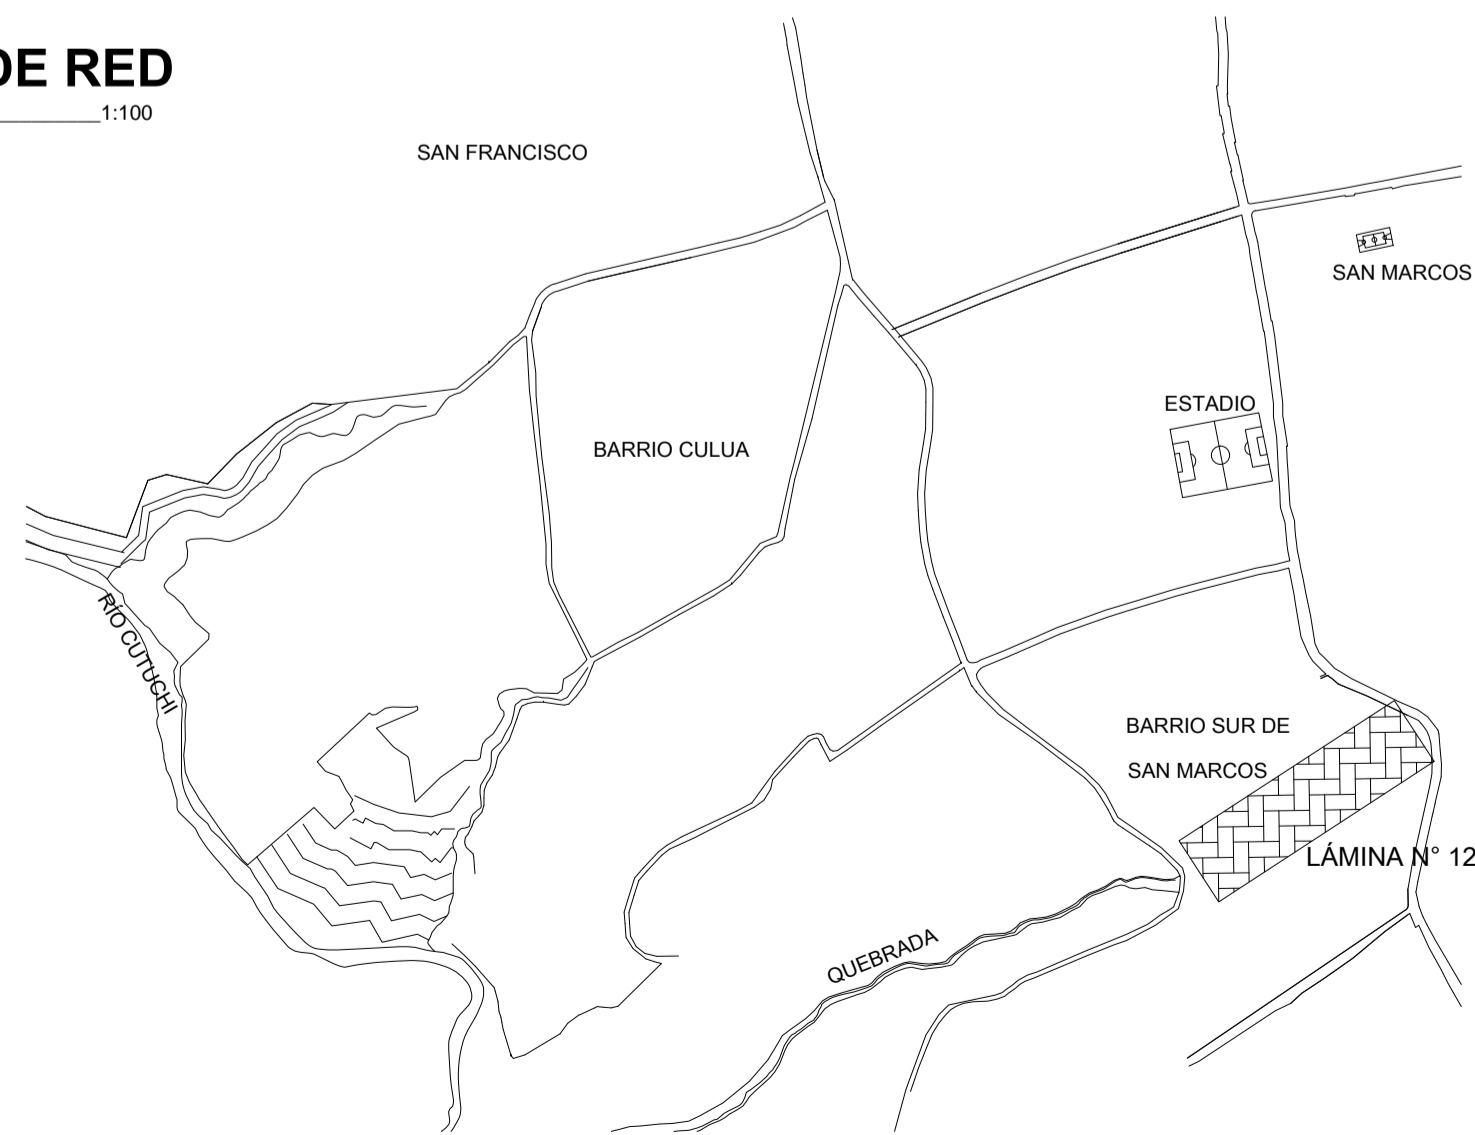 DE RED
1:100
SAN FRANCISCO
SAN MARCOS
ESTADIO
BARRIO CULUA
RÍO CUTUCHI
BARRIO SUR DE
SAN MARCOS
LÁMINA N° 12
QUEBRADA